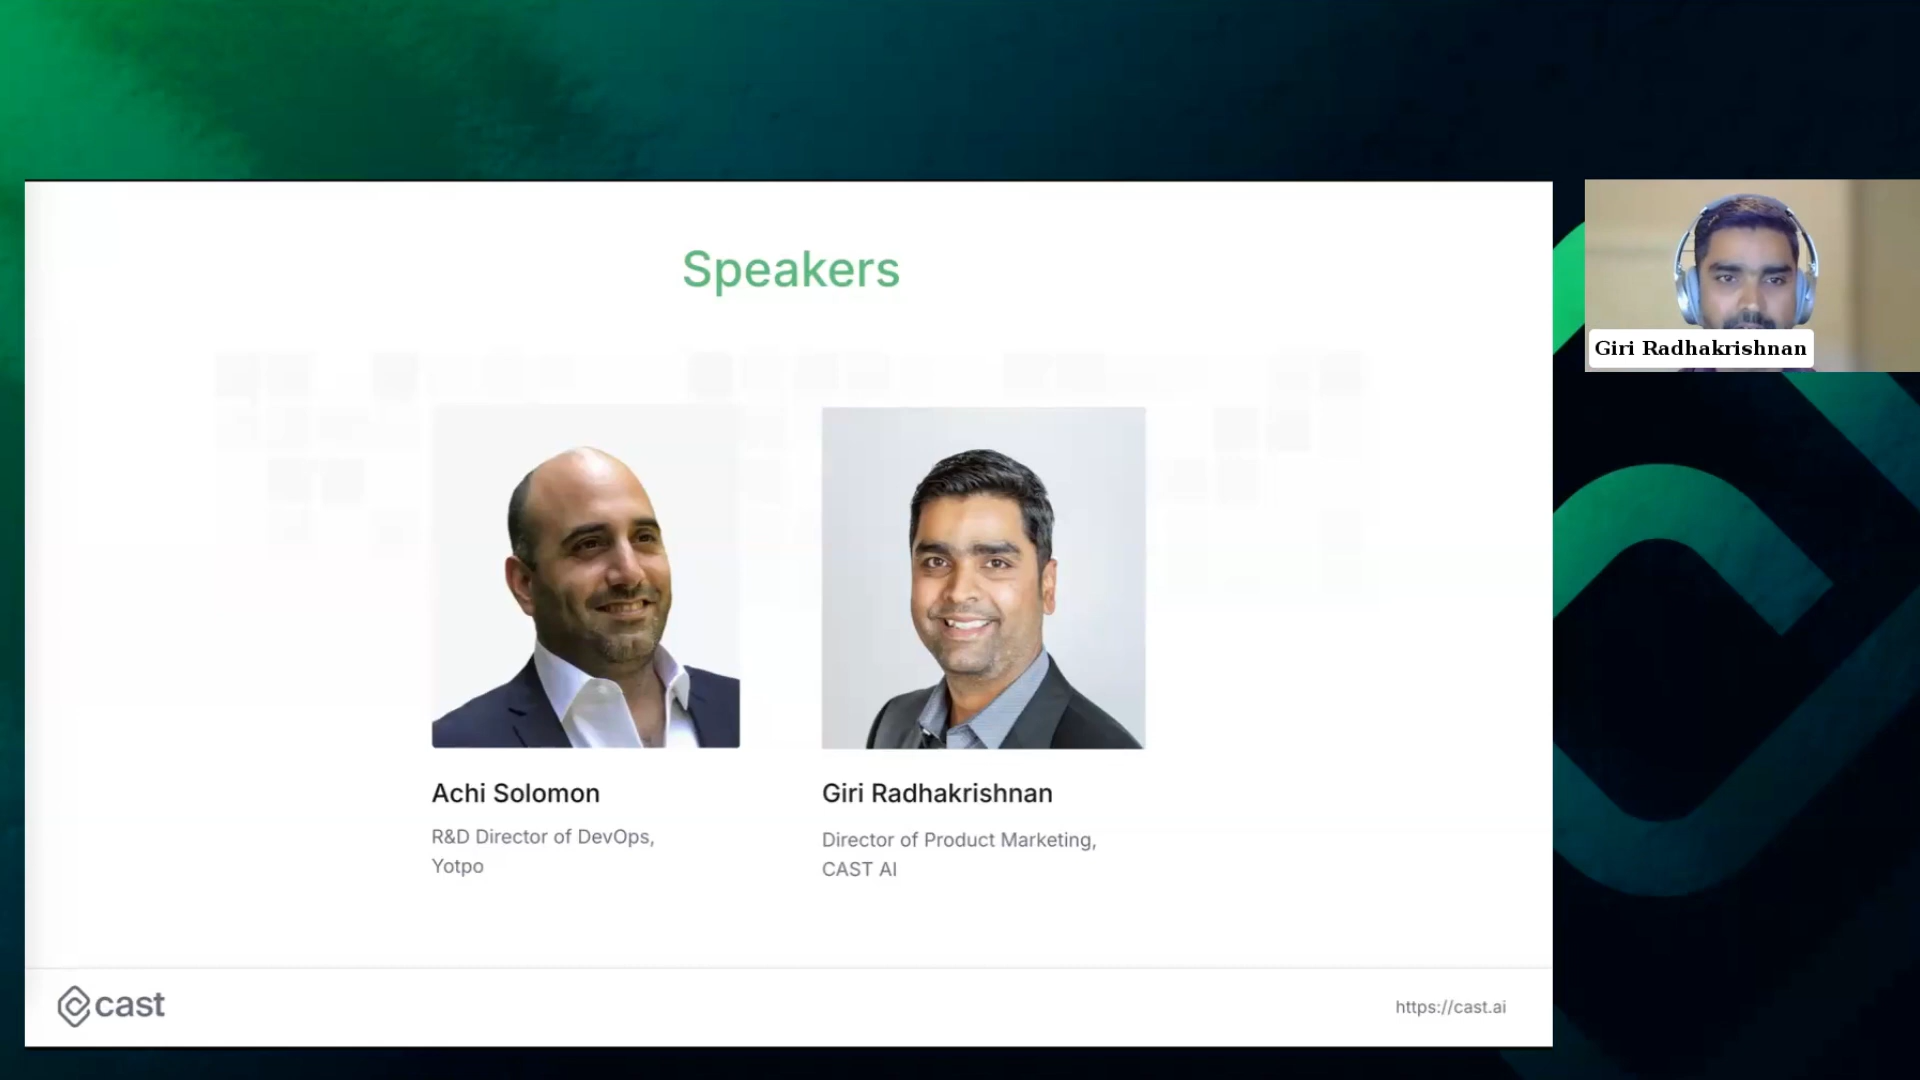 Speakers
Giri Radhakrishnan
Achi Solomon
R&D Director of DevOps,
Yotpo
Giri Radhakrishnan
Director of Product Marketing,
CAST AI
cast
https://cast.ai